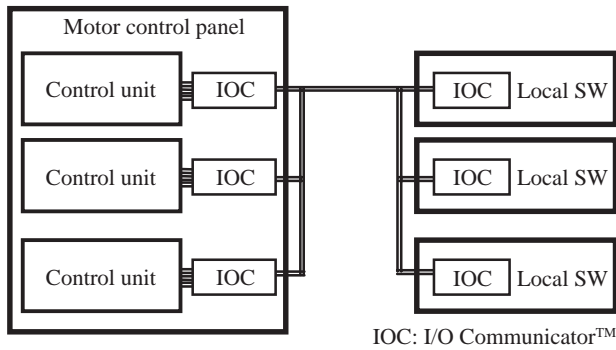 Motor control panel
Control unit IOC IOC Local SW
Control unit IOC IOC Local SW
Control unit IOC IOC Local SW
IOC: I/O Communicator™